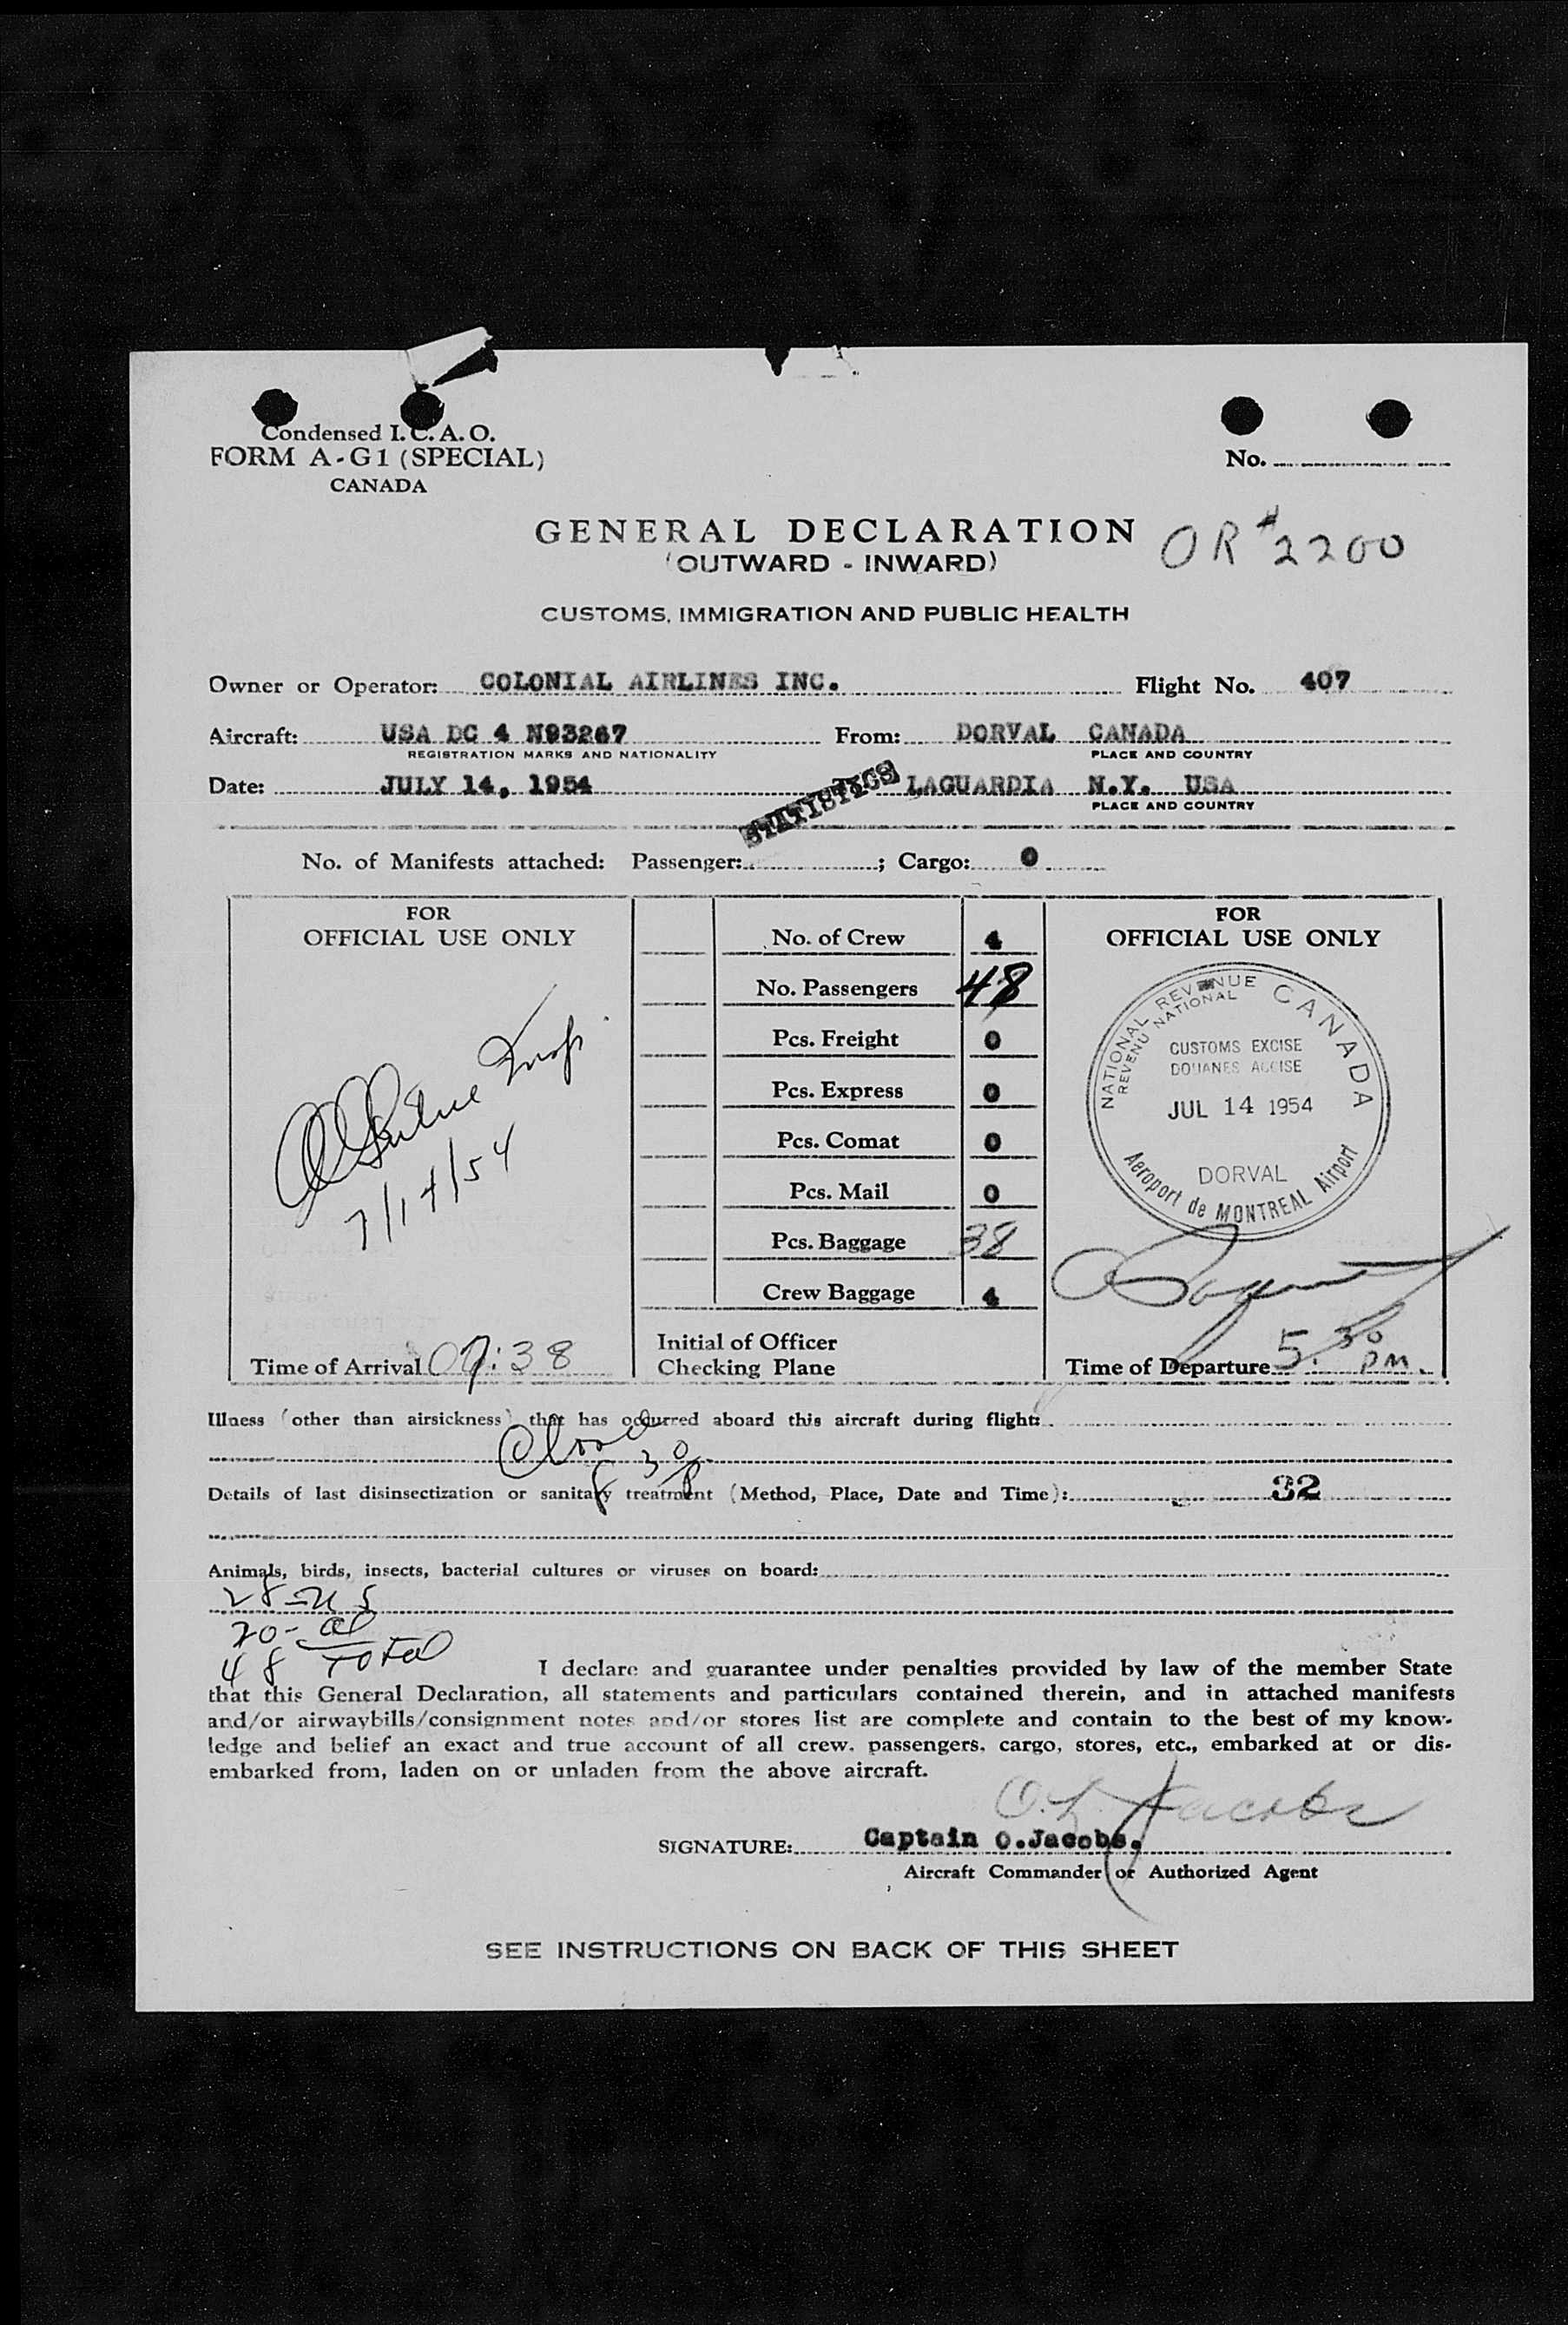 Condensed I.C.A.O.
FORM A-G1 (SPECIAL)
CANADA
No.
GENERAL DECLARATION
(OUTWARD - INWARD)
OR # 2200
CUSTOMS, IMMIGRATION AND PUBLIC HEALTH
Owner or Operator: COLONIAL AIRLINES INC. Flight No. 407
Aircraft: USA DC 4 N93267 From: DORVAL CANADA
REGISTRATION MARKS AND NATIONALITY PLACE AND COUNTRY
Date: JULY 14, 1954 LAGUARDIA N.Y. USA
PLACE AND COUNTRY
STATISTICS
No. of Manifests attached: Passenger: ; Cargo: 0
FOR
OFFICIAL USE ONLY
7/14/54
Time of Arrival 07:38
No. of Crew 4
No. Passengers 48
Pcs. Freight 0
Pcs. Express 0
Pcs. Comat 0
Pcs. Mail 0
Pcs. Baggage 38
Crew Baggage 4
Initial of Officer
Checking Plane
FOR
OFFICIAL USE ONLY
NATIONAL REVENUE CANADA
REVENU NATIONAL
CUSTOMS EXCISE
DOUANES ACCISE
JUL 14 1954
DORVAL
Aeroport de MONTREAL Airport
Time of Departure 5:30 PM.
Illness (other than airsickness) that has occurred aboard this aircraft during flight:
Details of last disinsectization or sanitary treatment (Method, Place, Date and Time): 32
Animals, birds, insects, bacterial cultures or viruses on board:
28-US
20-al
48 Total
I declare and guarantee under penalties provided by law of the member State
that this General Declaration, all statements and particulars contained therein, and in attached manifests
and/or airwaybills/consignment notes and/or stores list are complete and contain to the best of my know-
ledge and belief an exact and true account of all crew, passengers, cargo, stores, etc., embarked at or dis-
embarked from, laden on or unladen from the above aircraft.
O.L. Jacobs
SIGNATURE: Captain O.Jacobs.
Aircraft Commander or Authorized Agent
SEE INSTRUCTIONS ON BACK OF THIS SHEET